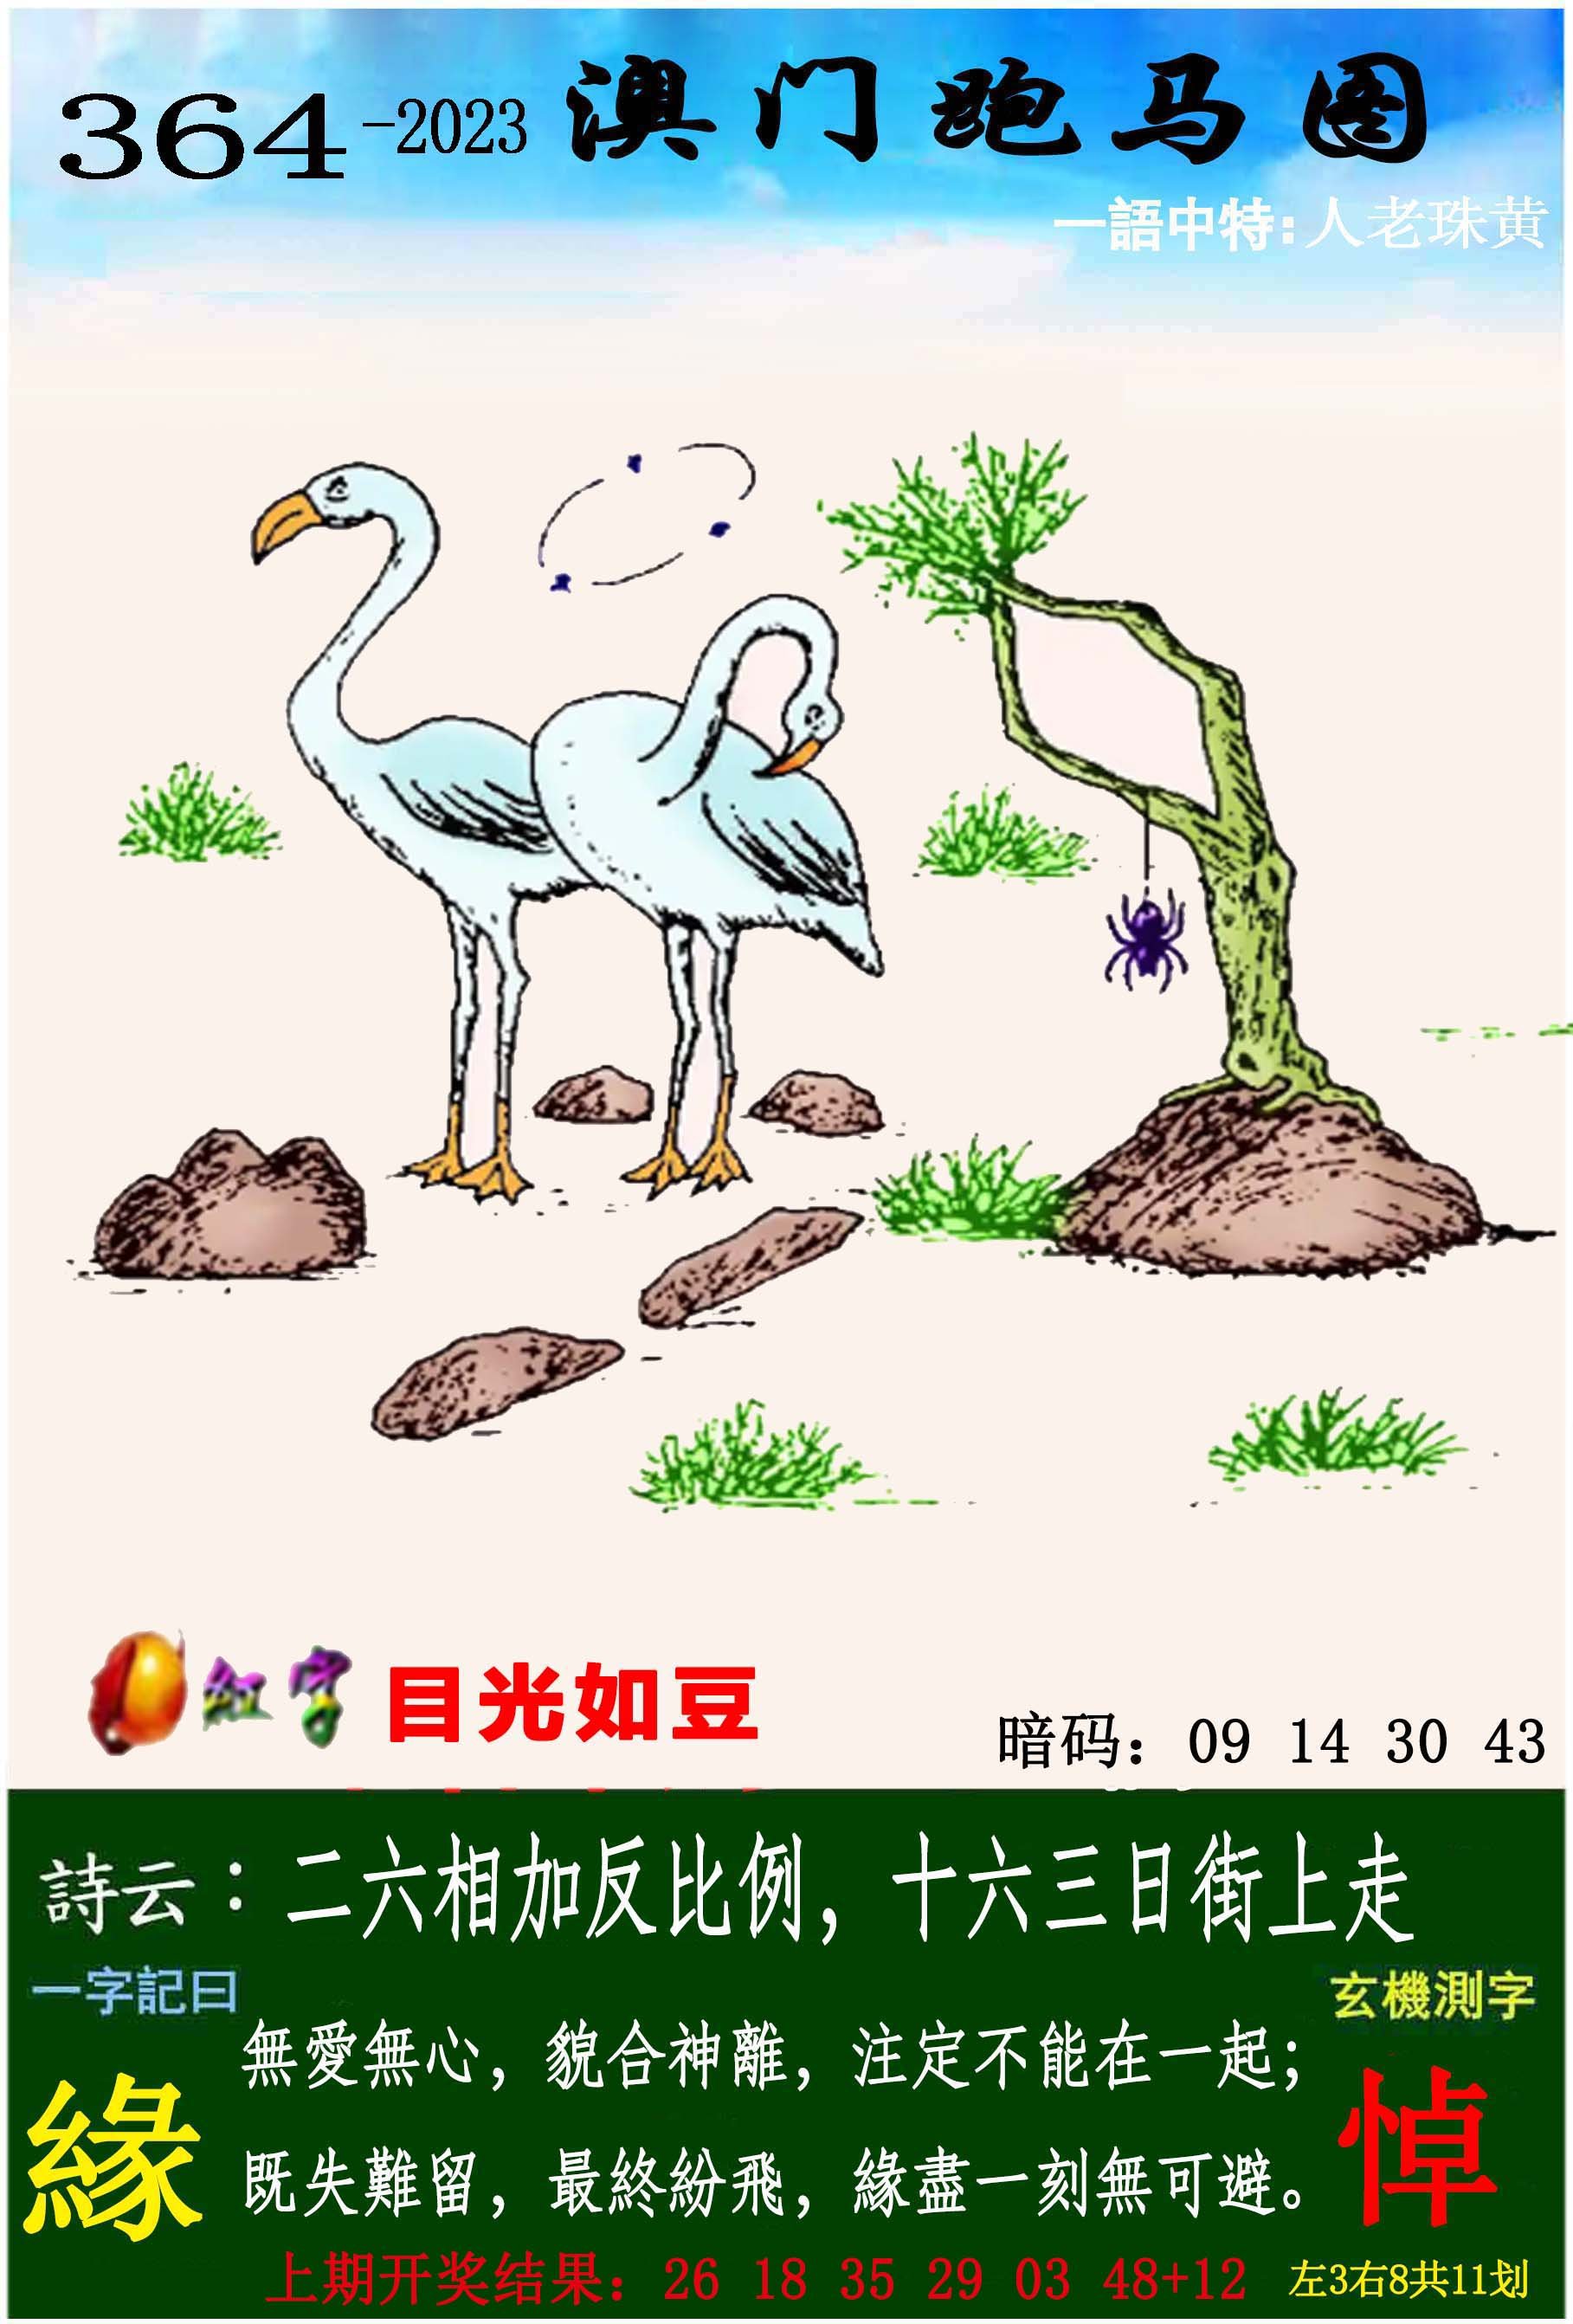 364-2023 澳门跑马图
一語中特:人老珠黄
紅字 目光如豆
暗码：09 14 30 43
詩云：二六相加反比例，十六三日街上走
一字記曰
玄機測字
無愛無心，貌合神離，注定不能在一起；
緣
悼
既失難留，最終紛飛，緣盡一刻無可避。
上期开奖结果：26 18 35 29 03 48+12
左3右8共11划